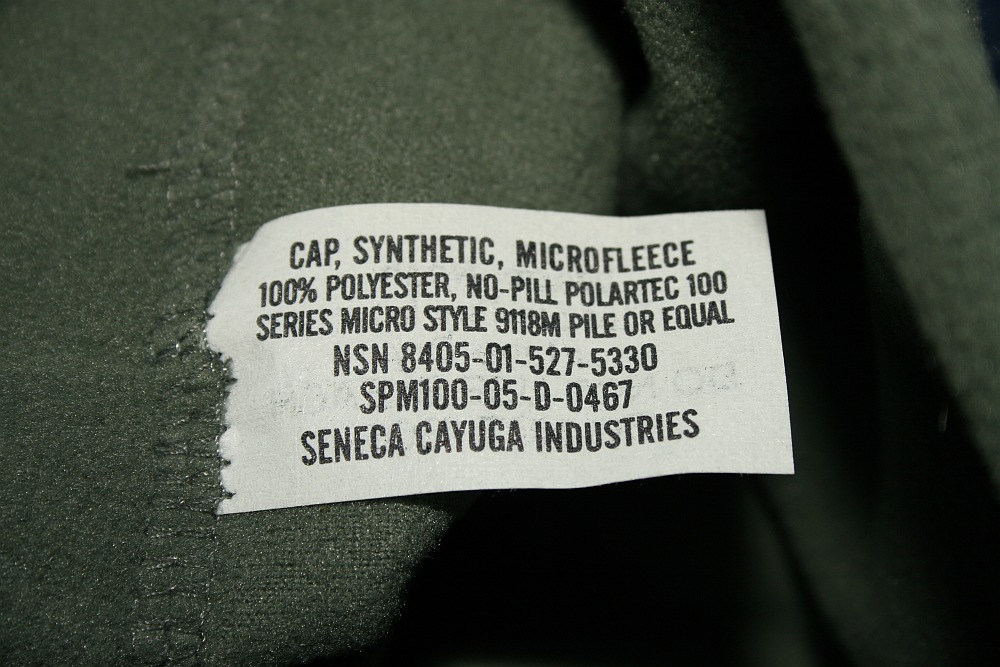 CAP, SYNTHETIC, MICROFLEECE
100% POLYESTER, NO-PILL POLARTEC 100
SERIES MICRO STYLE 9118M PILE OR EQUAL
NSN 8405-01-527-5330
SPM100-05-D-0467
SENECA CAYUGA INDUSTRIES